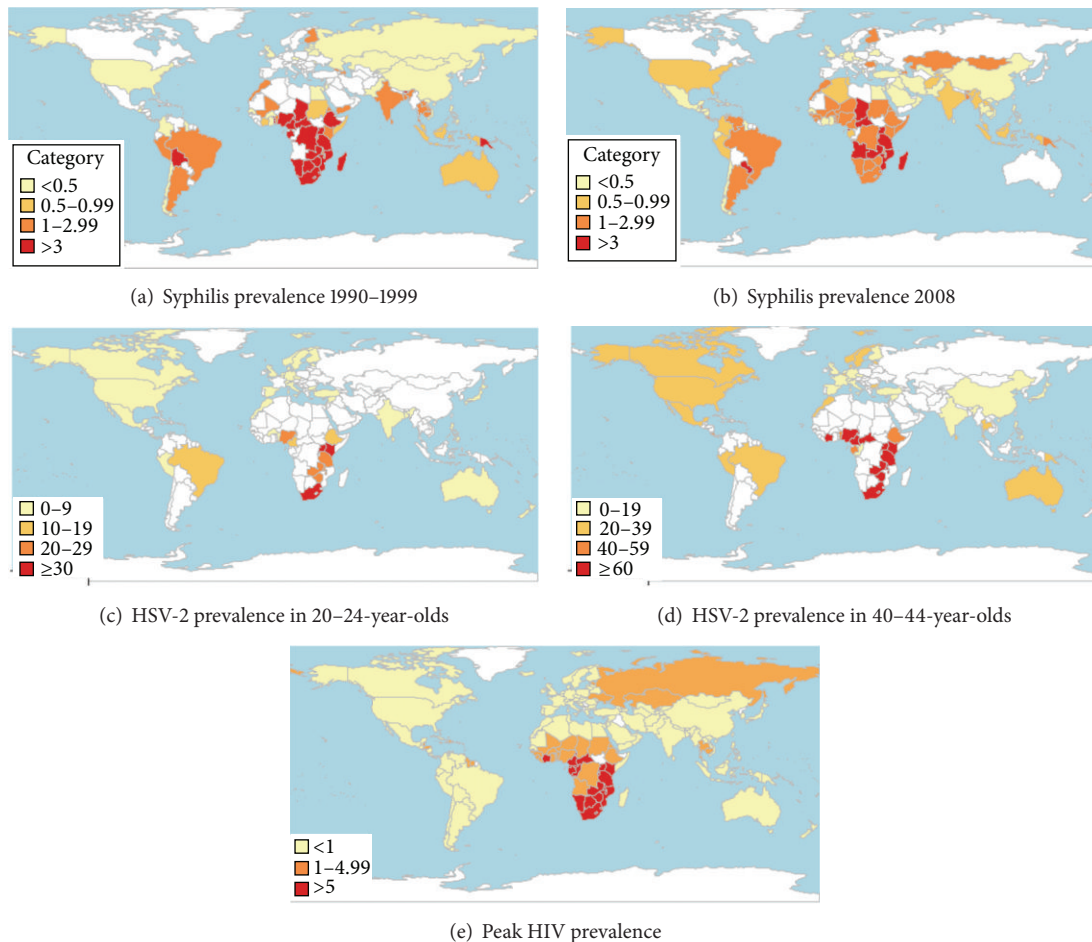 Category
<0.5
0.5–0.99
1–2.99
>3
(a) Syphilis prevalence 1990–1999
Category
<0.5
0.5–0.99
1–2.99
>3
(b) Syphilis prevalence 2008
0–9
10–19
20–29
≥30
(c) HSV-2 prevalence in 20–24-year-olds
0–19
20–39
40–59
≥60
(d) HSV-2 prevalence in 40–44-year-olds
<1
1–4.99
>5
(e) Peak HIV prevalence